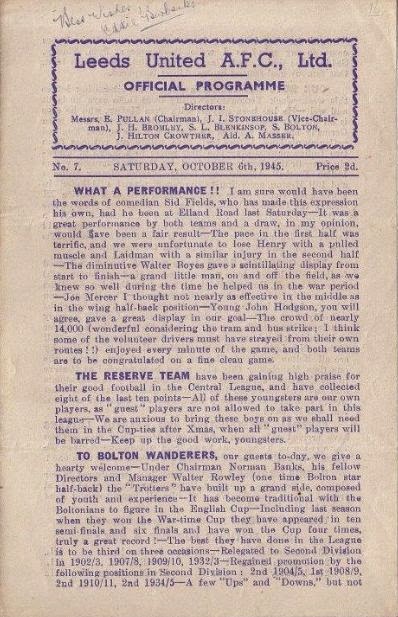 Best Wishes
Leeds United A.F.C., Ltd.
OFFICIAL PROGRAMME
Directors:
Messrs. E. PULLAN (Chairman), J. I. STONEHOUSE (Vice-Chair-
man), J. H. BROMLEY, S. L. BLENKINSOP, S. BOLTON,
J. HILTON CROWTHER, Ald. A. MASSER.
No. 7. SATURDAY, OCTOBER 6th, 1945. Price 2d.
WHAT A PERFORMANCE!! I am sure would have been
the words of comedian Sid Fields, who has made this expression
his own, had he been at Elland Road last Saturday—It was a
great performance by both teams and a draw, in my opinion,
would have been a fair result—The pace in the first half was
terrific, and we were unfortunate to lose Henry with a pulled
muscle and Laidman with a similar injury in the second half
—The diminutive Walter Boyes gave a scintillating display from
start to finish—a grand little man, on and off the field, as we
knew so well during the time he helped us in the war period
—Joe Mercer I thought not nearly as effective in the middle as
in the wing half-back position—Young John Hodgson, you will
agree, gave a great display in our goal—The crowd of nearly
14,000 (wonderful considering the tram and bus strike; I think
some of the volunteer drivers must have strayed from their own
routes!!) enjoyed every minute of the game, and both teams
are to be congratulated on a fine clean game.
THE RESERVE TEAM have been gaining high praise for
their good football in the Central League, and have collected
eight of the last ten points—All of these youngsters are our own
players, as "guest" players are not allowed to take part in this
league—We are anxious to bring these boys on as we shall need
them in the Cup-ties after Xmas, when all "guest" players will
be barred—Keep up the good work, youngsters.
TO BOLTON WANDERERS, our guests to-day, we give a
hearty welcome—Under Chairman Norman Banks, his fellow
Directors and Manager Walter Rowley (one time Bolton star
half-back) the "Trotters" have built up a grand side, composed
of youth and experience—It has become traditional with the
Boltonians to figure in the English Cup—Including last season
when they won the War-time Cup they have appeared in ten
semi-finals and six finals and have won the Cup four times,
truly a great record!—The best they have done in the League
is to be third on three occasions—Relegated to Second Division
in 1902/3, 1907/8, 1909/10, 1932/3—Regained promotion by the
following positions in Second Division: 2nd 1904/5, 1st 1908/9,
2nd 1910/11, 2nd 1934/5—A few "Ups" and "Downs," but not